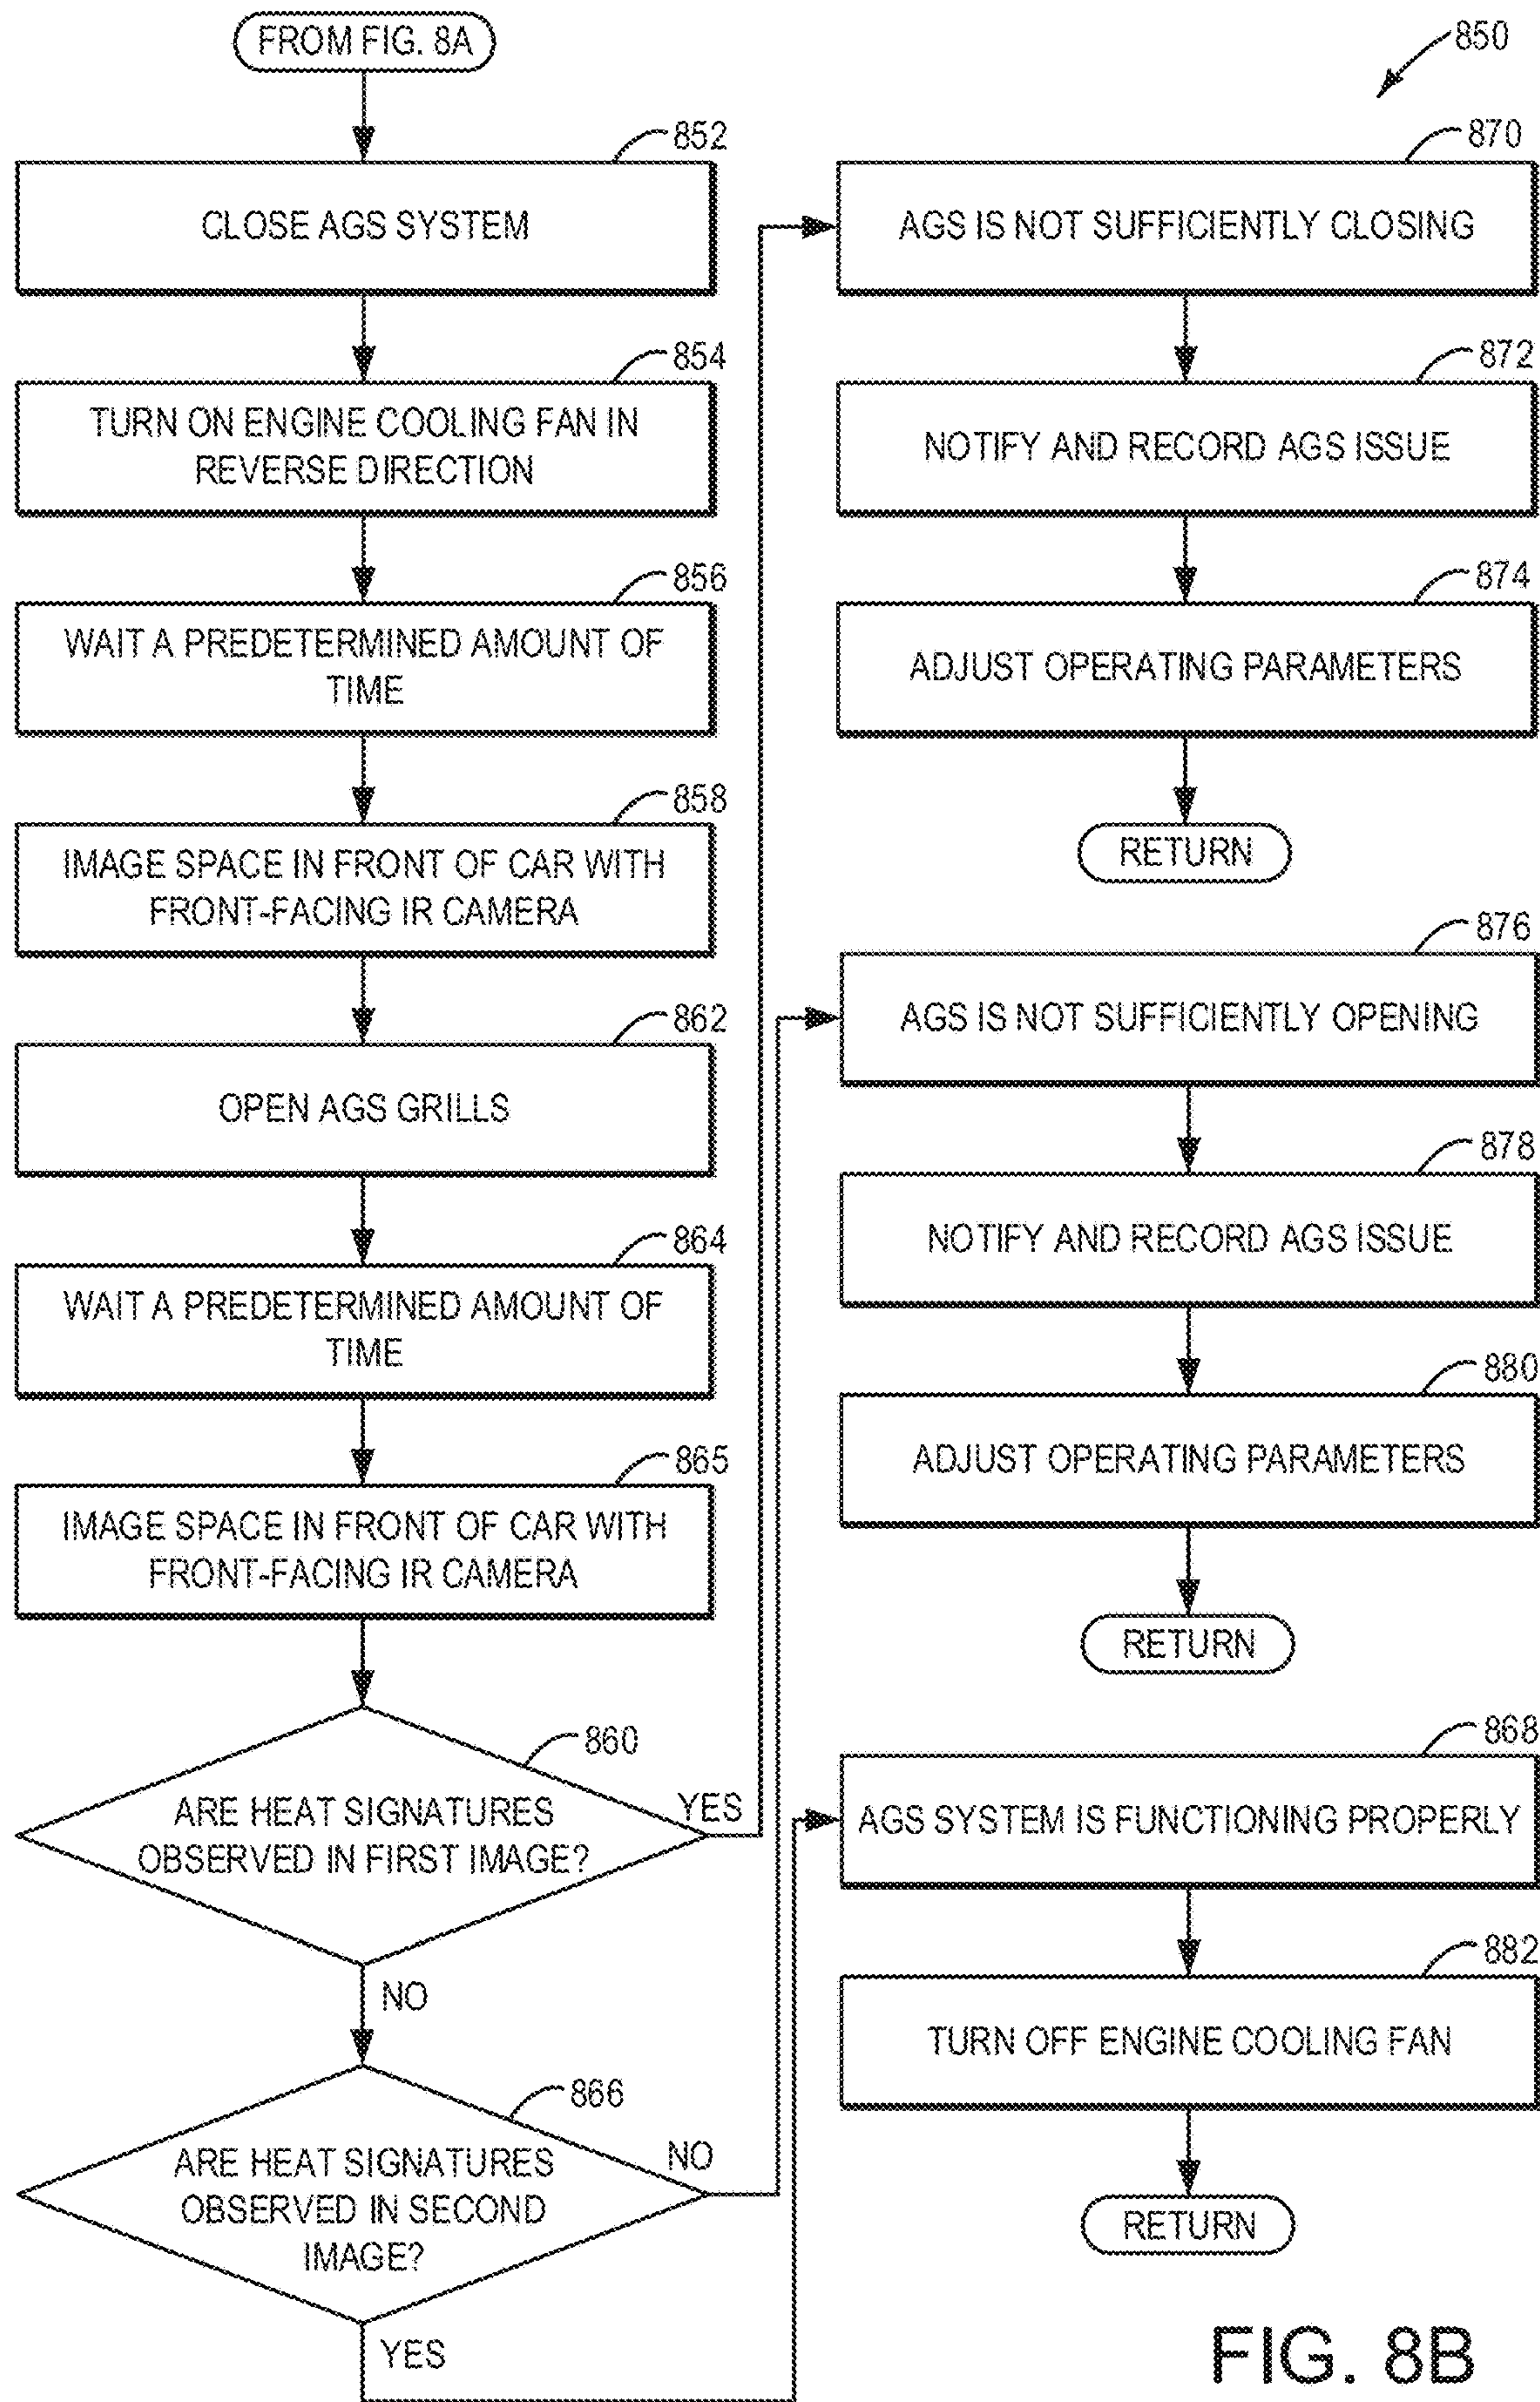 FROM FIG. 8A
850
852
CLOSE AGS SYSTEM
854
TURN ON ENGINE COOLING FAN IN
REVERSE DIRECTION
856
WAIT A PREDETERMINED AMOUNT OF
TIME
858
IMAGE SPACE IN FRONT OF CAR WITH
FRONT-FACING IR CAMERA
862
OPEN AGS GRILLS
864
WAIT A PREDETERMINED AMOUNT OF
TIME
865
IMAGE SPACE IN FRONT OF CAR WITH
FRONT-FACING IR CAMERA
860
ARE HEAT SIGNATURES
OBSERVED IN FIRST IMAGE?
YES
NO
866
ARE HEAT SIGNATURES
OBSERVED IN SECOND
IMAGE?
NO
YES
870
AGS IS NOT SUFFICIENTLY CLOSING
872
NOTIFY AND RECORD AGS ISSUE
874
ADJUST OPERATING PARAMETERS
RETURN
876
AGS IS NOT SUFFICIENTLY OPENING
878
NOTIFY AND RECORD AGS ISSUE
880
ADJUST OPERATING PARAMETERS
RETURN
868
AGS SYSTEM IS FUNCTIONING PROPERLY
882
TURN OFF ENGINE COOLING FAN
RETURN
FIG. 8B